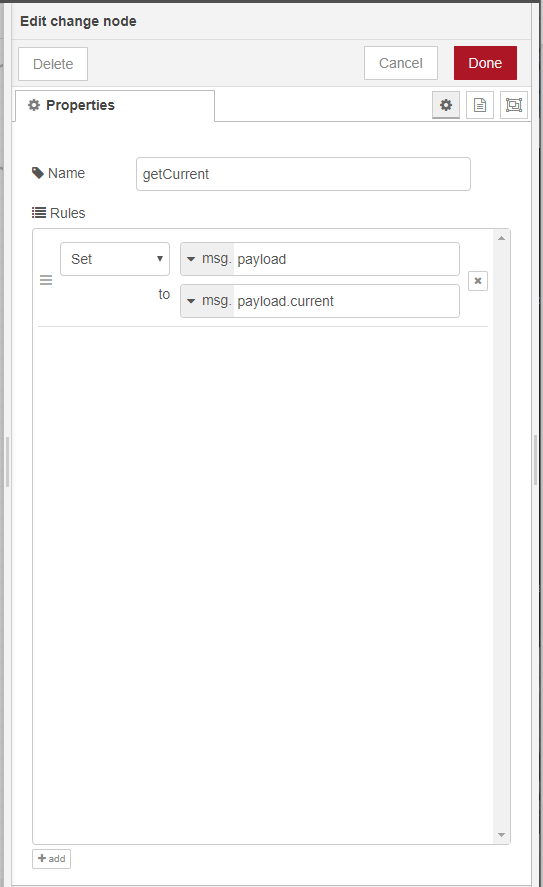 Edit change node
Delete Cancel Done
Properties
Name getCurrent
Rules
Set msg. payload
to msg. payload.current
add